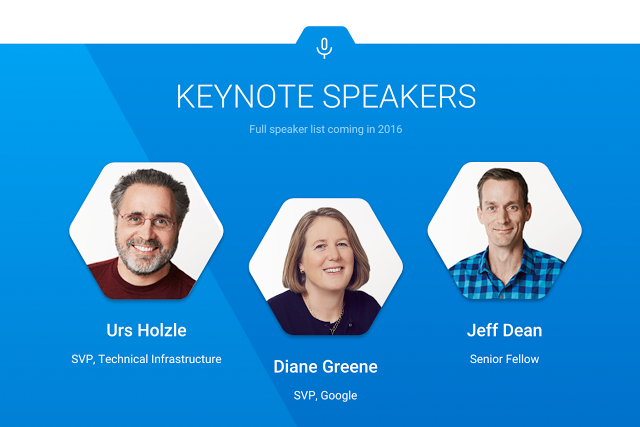 KEYNOTE SPEAKERS
Full speaker list coming in 2016
Urs Holzle
SVP, Technical Infrastructure
Diane Greene
SVP, Google
Jeff Dean
Senior Fellow